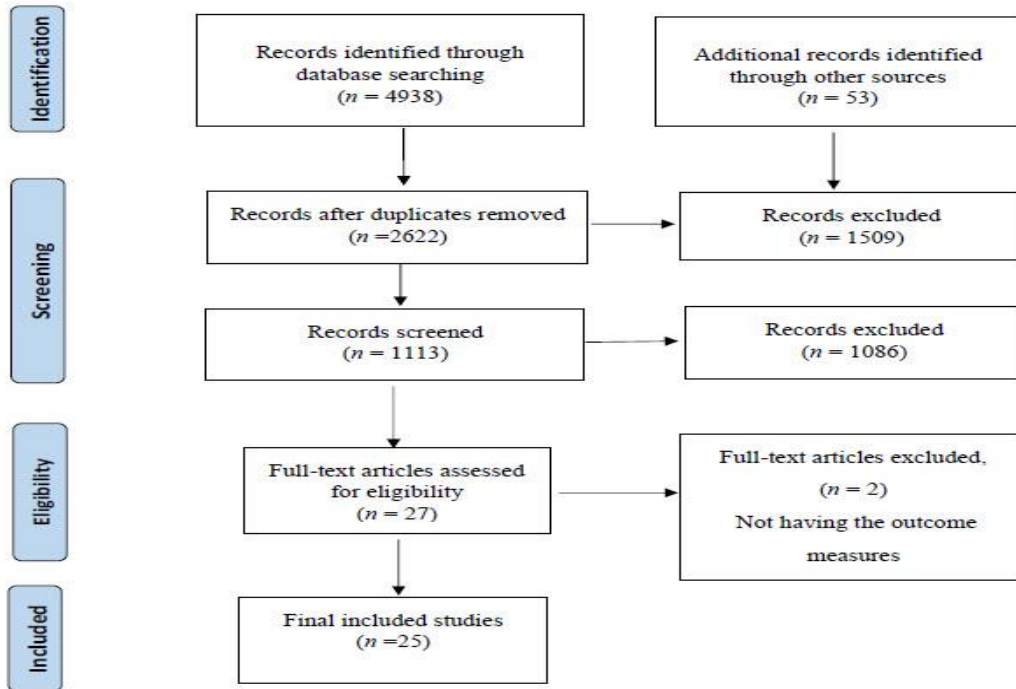 Identification
Records identified through
database searching
(n = 4938)
Additional records identified
through other sources
(n = 53)
Screening
Records after duplicates removed
(n =2622)
Records excluded
(n = 1509)
Records screened
(n = 1113)
Records excluded
(n = 1086)
Eligibility
Full-text articles assessed
for eligibility
(n = 27)
Full-text articles excluded,
(n = 2)
Not having the outcome
measures
Included
Final included studies
(n =25)